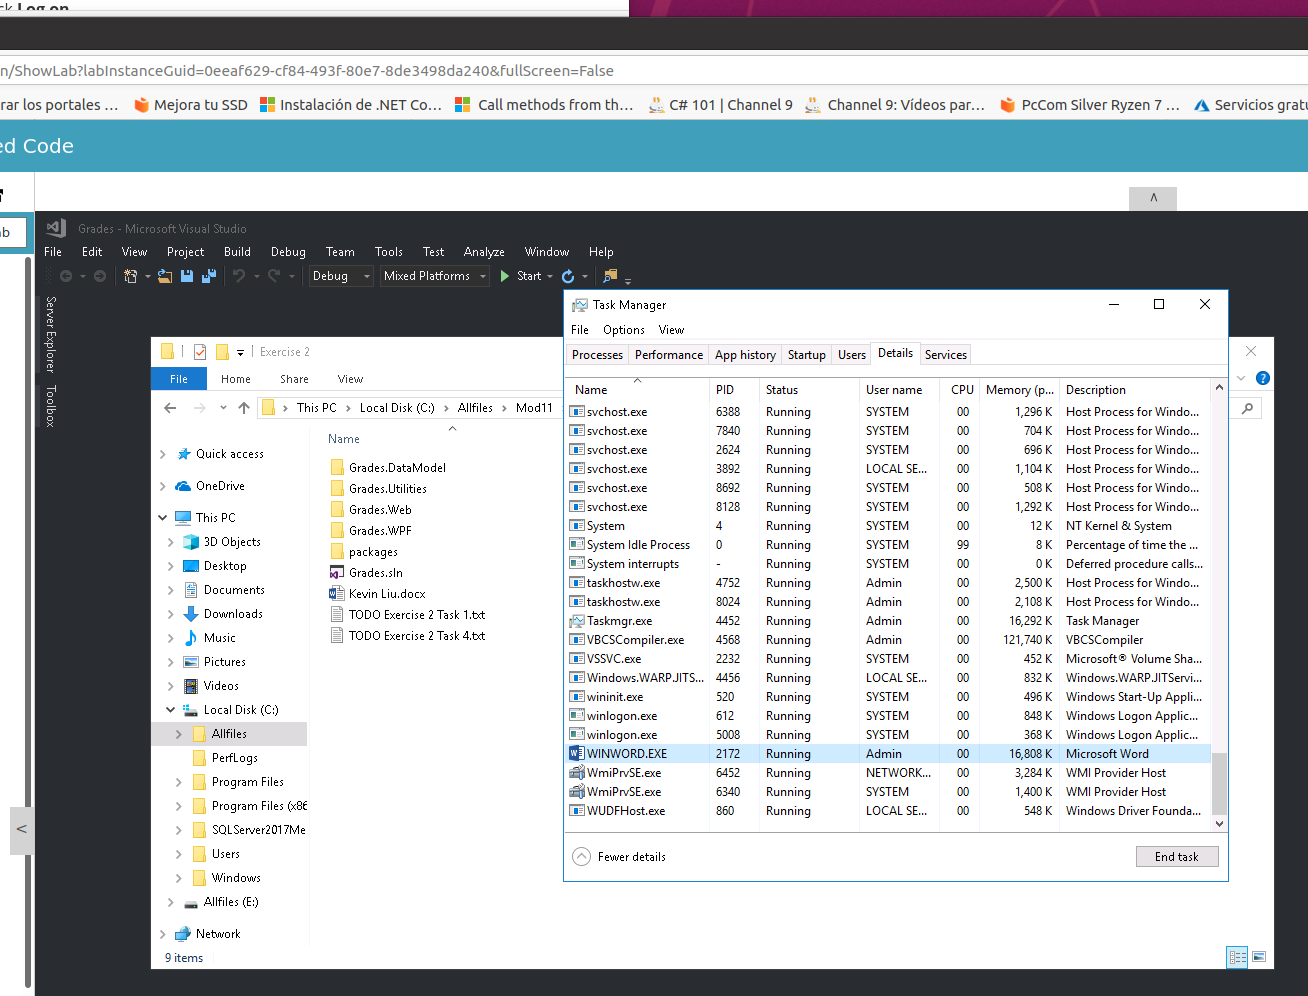 ck Log on
n/ShowLab?labInstanceGuid=0eeaf629-cf84-493f-80e7-8de3498da240&fullScreen=False
rar los portales ... Mejora tu SSD Instalación de .NET Co... Call methods from th... C# 101 | Channel 9 Channel 9: Vídeos par... PcCom Silver Ryzen 7 ... Servicios gratu
ed Code
ab
Grades - Microsoft Visual Studio
File Edit View Project Build Debug Team Tools Test Analyze Window Help
Debug Mixed Platforms Start
Server Explorer
Toolbox
Exercise 2
File Home Share View
This PC > Local Disk (C:) > Allfiles > Mod11
Quick access
OneDrive
This PC
3D Objects
Desktop
Documents
Downloads
Music
Pictures
Videos
Local Disk (C:)
Allfiles
PerfLogs
Program Files
Program Files (x86
SQLServer2017Me
Users
Windows
Allfiles (E:)
Network
9 items
Name
Grades.DataModel
Grades.Utilities
Grades.Web
Grades.WPF
packages
Grades.sln
Kevin Liu.docx
TODO Exercise 2 Task 1.txt
TODO Exercise 2 Task 4.txt
Task Manager
File Options View
Processes Performance App history Startup Users Details Services
Name PID Status User name CPU Memory (p... Description
svchost.exe 6388 Running SYSTEM 00 1,296 K Host Process for Windo...
svchost.exe 7840 Running SYSTEM 00 704 K Host Process for Windo...
svchost.exe 2624 Running SYSTEM 00 696 K Host Process for Windo...
svchost.exe 3892 Running LOCAL SE... 00 1,104 K Host Process for Windo...
svchost.exe 8692 Running SYSTEM 00 508 K Host Process for Windo...
svchost.exe 8128 Running SYSTEM 00 1,292 K Host Process for Windo...
System 4 Running SYSTEM 00 12 K NT Kernel & System
System Idle Process 0 Running SYSTEM 99 8 K Percentage of time the ...
System interrupts - Running SYSTEM 00 0 K Deferred procedure calls...
taskhostw.exe 4752 Running Admin 00 2,500 K Host Process for Windo...
taskhostw.exe 8024 Running Admin 00 2,108 K Host Process for Windo...
Taskmgr.exe 4452 Running Admin 00 16,292 K Task Manager
VBCSCompiler.exe 4568 Running Admin 00 121,740 K VBCSCompiler
VSSVC.exe 2232 Running SYSTEM 00 452 K Microsoft® Volume Sha...
Windows.WARP.JITS... 4456 Running LOCAL SE... 00 832 K Windows.WARP.JITServi...
wininit.exe 520 Running SYSTEM 00 496 K Windows Start-Up Appli...
winlogon.exe 612 Running SYSTEM 00 848 K Windows Logon Applic...
winlogon.exe 5008 Running SYSTEM 00 368 K Windows Logon Applic...
WINWORD.EXE 2172 Running Admin 00 16,808 K Microsoft Word
WmiPrvSE.exe 6452 Running NETWORK... 00 3,284 K WMI Provider Host
WmiPrvSE.exe 6340 Running SYSTEM 00 1,400 K WMI Provider Host
WUDFHost.exe 860 Running LOCAL SE... 00 548 K Windows Driver Founda...
Fewer details
End task